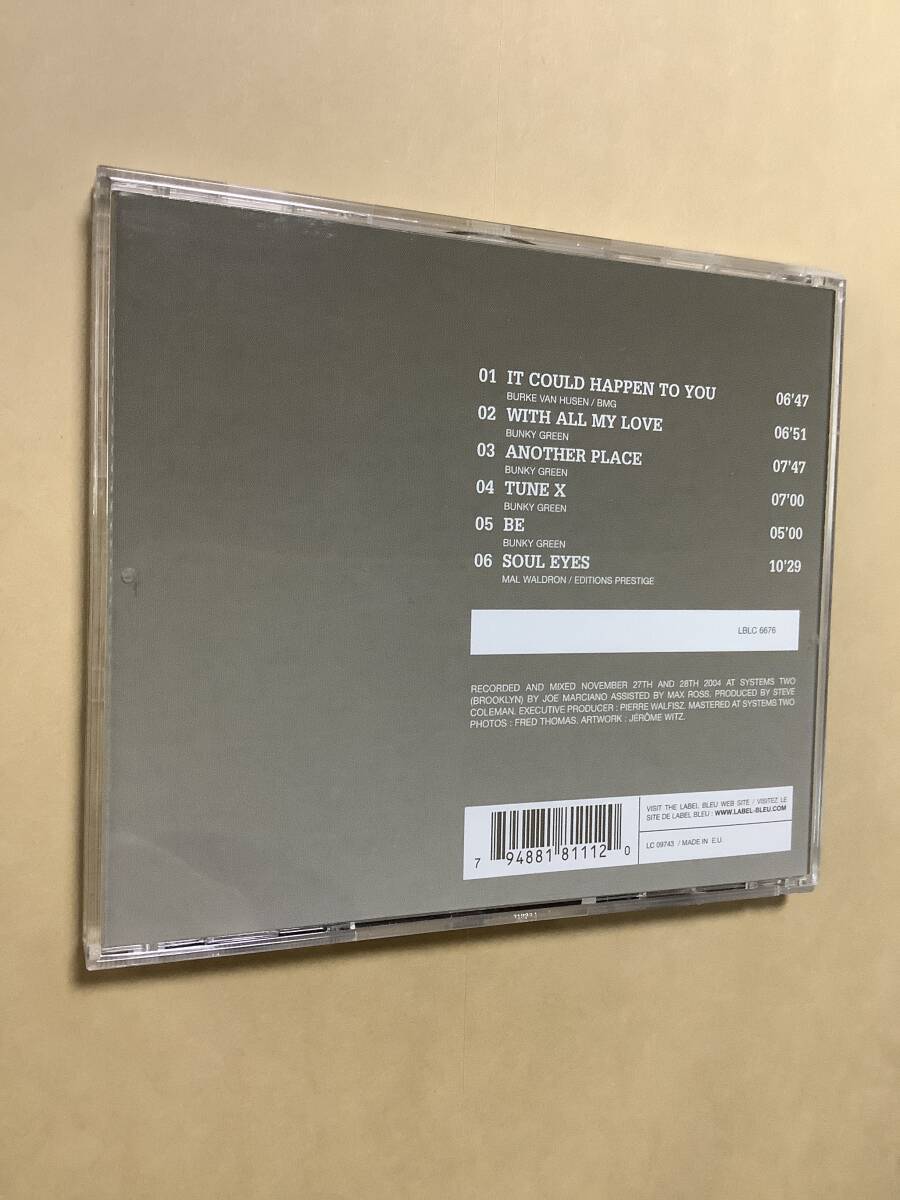 01 IT COULD HAPPEN TO YOU 06'47
BURKE VAN HUSEN / BMG
02 WITH ALL MY LOVE 06'51
BUNKY GREEN
03 ANOTHER PLACE 07'47
BUNKY GREEN
04 TUNE X 07'00
BUNKY GREEN
05 BE 05'00
BUNKY GREEN
06 SOUL EYES 10'29
MAL WALDRON / EDITIONS PRESTIGE
LBLC 6676
RECORDED AND MIXED NOVEMBER 27TH AND 28TH 2004 AT SYSTEMS TWO
(BROOKLYN) BY JOE MARCIANO ASSISTED BY MAX ROSS. PRODUCED BY STEVE
COLEMAN. EXECUTIVE PRODUCER : PIERRE WALFISZ. MASTERED AT SYSTEMS TWO
PHOTOS : FRED THOMAS. ARTWORK : JÉRÔME WITZ.
7 94881 81112 0
VISIT THE LABEL BLEU WEB SITE / VISITEZ LE
SITE DE LABEL BLEU : WWW.LABEL-BLEU.COM
LC 09743 / MADE IN E.U.